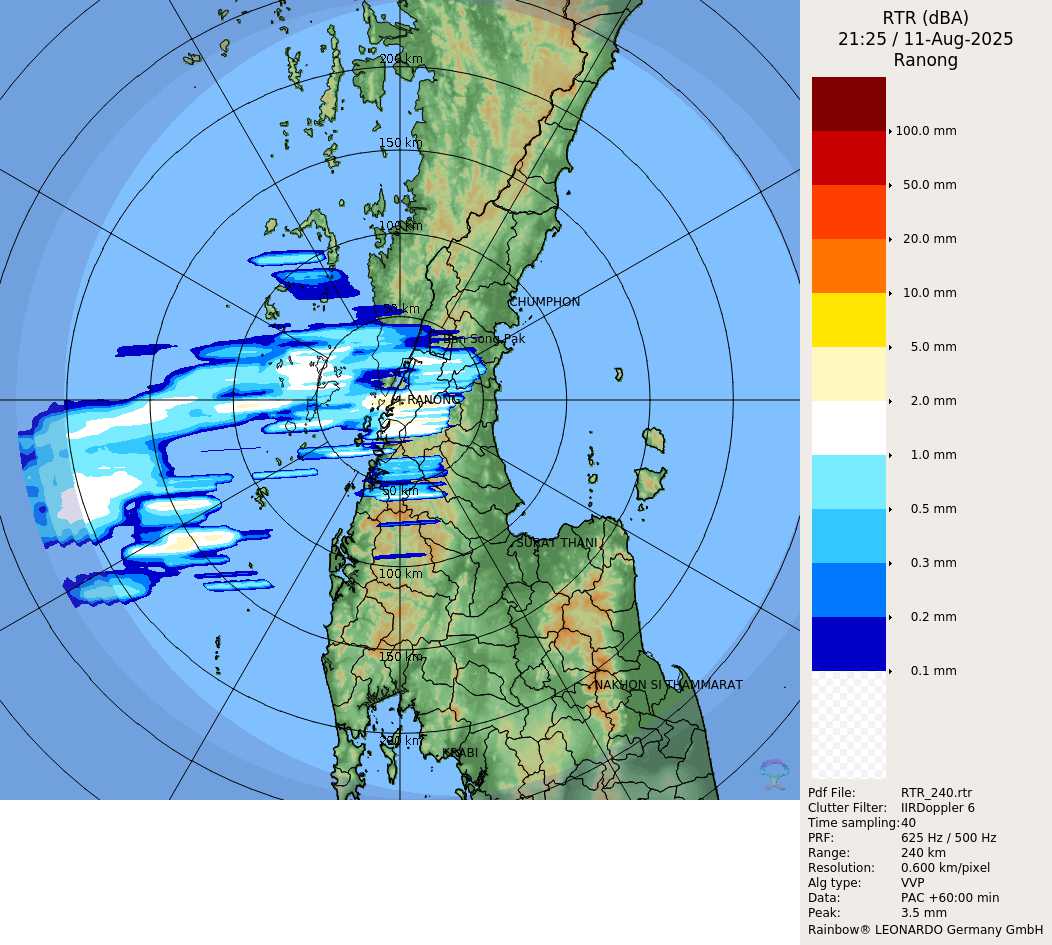 200 km
150 km
100 km
50 km
CHUMPHON
Ban Song Pak
RANONG
50 km
SURAT THANI
100 km
150 km
NAKHON SI THAMMARAT
200 km
KRABI
RTR (dBA)
21:25 / 11-Aug-2025
Ranong
100.0 mm
50.0 mm
20.0 mm
10.0 mm
5.0 mm
2.0 mm
1.0 mm
0.5 mm
0.3 mm
0.2 mm
0.1 mm
Pdf File: RTR_240.rtr
Clutter Filter: IIRDoppler 6
Time sampling:40
PRF: 625 Hz / 500 Hz
Range: 240 km
Resolution: 0.600 km/pixel
Alg type: VVP
Data: PAC +60:00 min
Peak: 3.5 mm
Rainbow® LEONARDO Germany GmbH